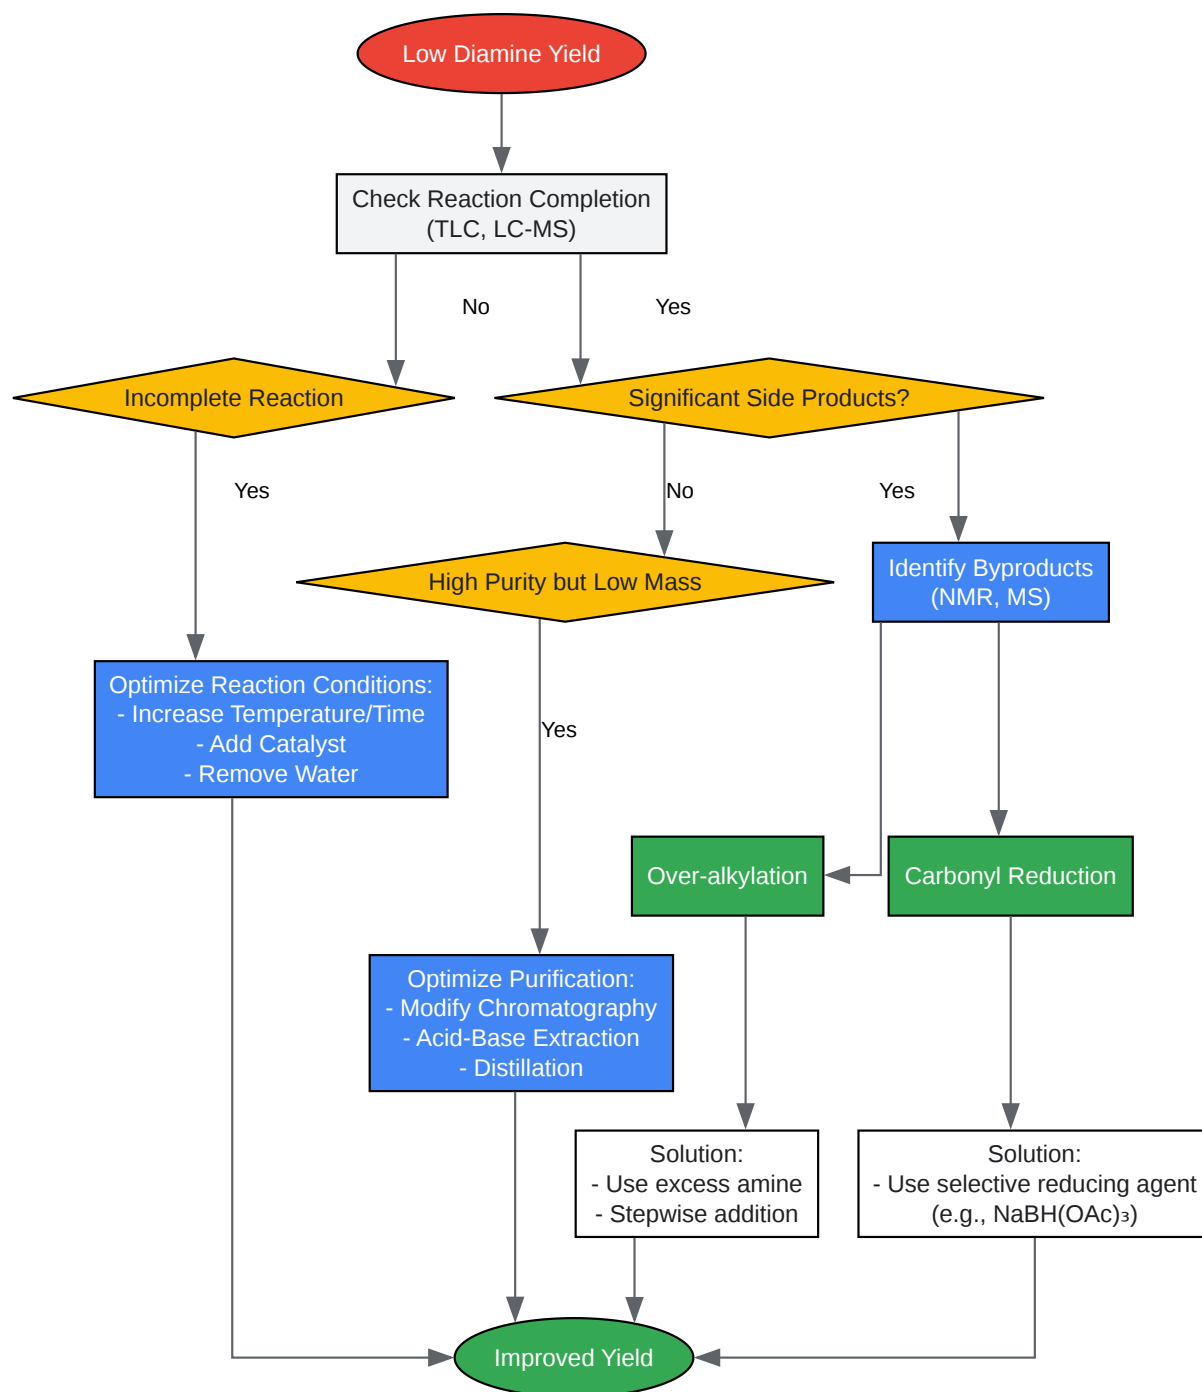 Low Diamine Yield
Check Reaction Completion
(TLC, LC-MS)
No
Yes
Incomplete Reaction
Significant Side Products?
Yes
No
Yes
High Purity but Low Mass
Identify Byproducts
(NMR, MS)
Optimize Reaction Conditions:
- Increase Temperature/Time
- Add Catalyst
- Remove Water
Yes
Over-alkylation
Carbonyl Reduction
Optimize Purification:
- Modify Chromatography
- Acid-Base Extraction
- Distillation
Solution:
- Use excess amine
- Stepwise addition
Solution:
- Use selective reducing agent
(e.g., NaBH(OAc)₃)
Improved Yield